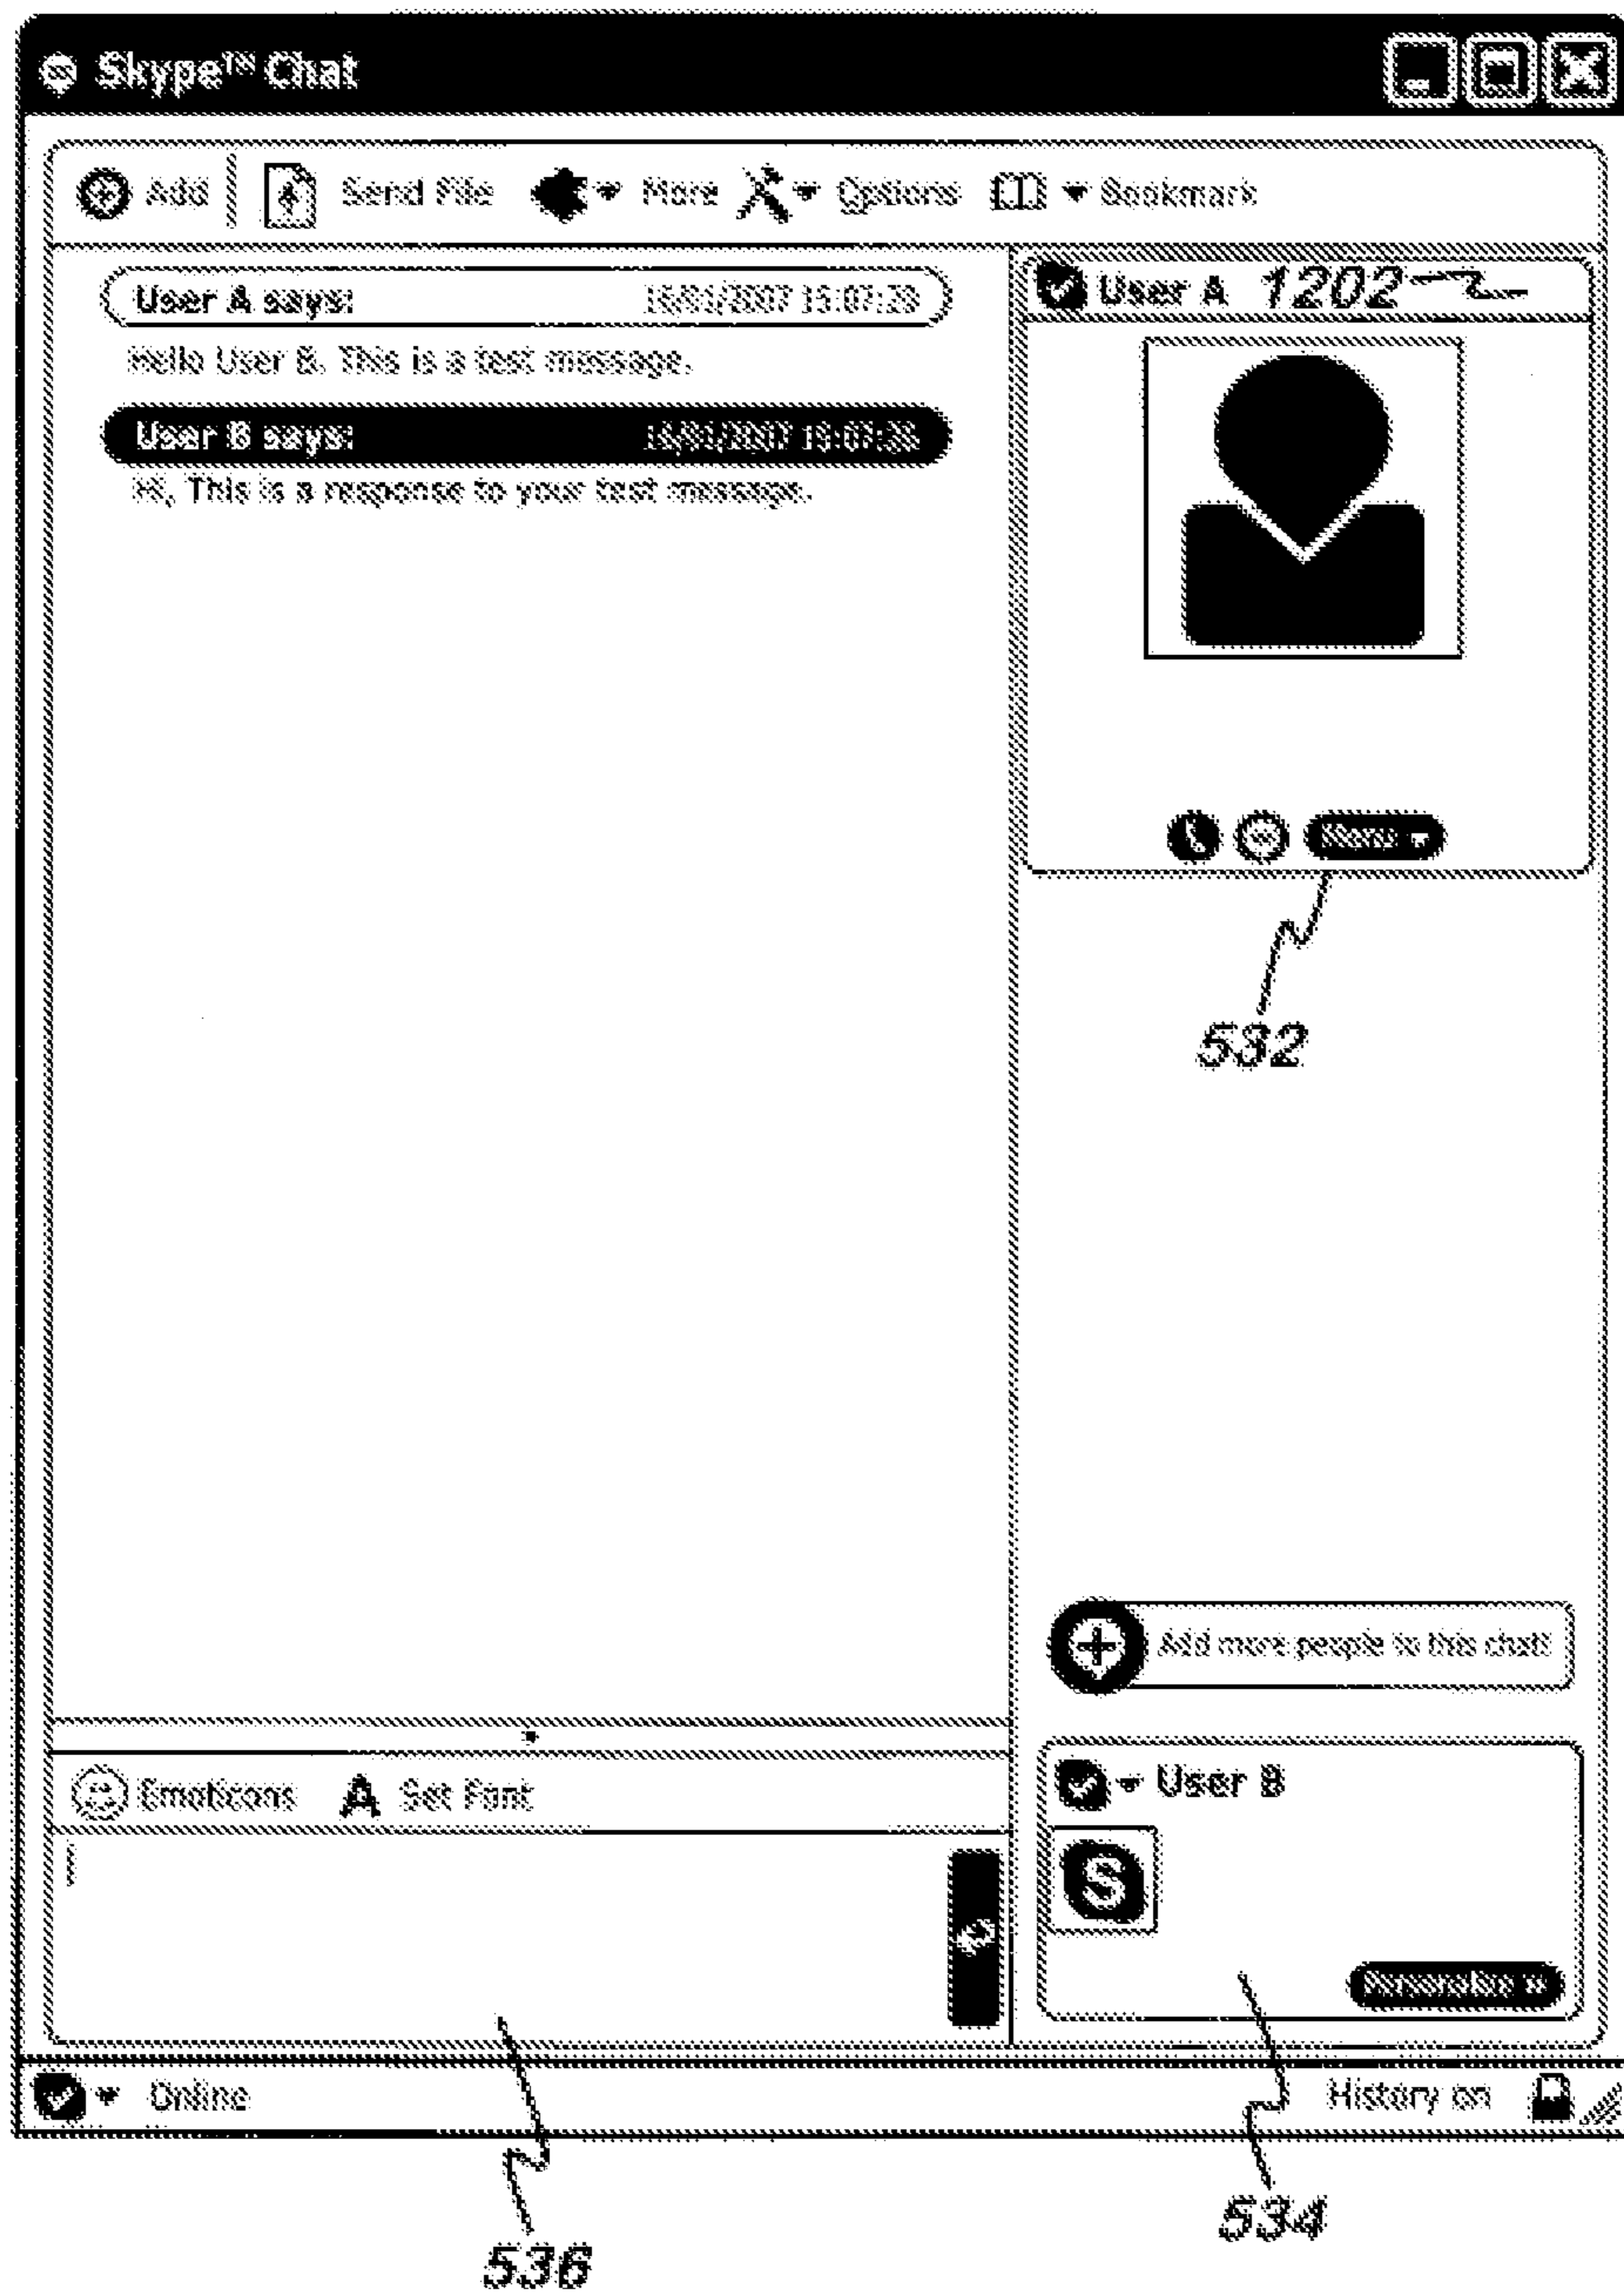 Skype™ Chat
Add Send File More Options Bookmark
User A says:
Hello User B. This is a test message.
User B says:
Hi, This is a response to your test message.
User A 1202
532
Add more people to this chat!
Emoticons A Set Font
User B
S
Online History on
536
534